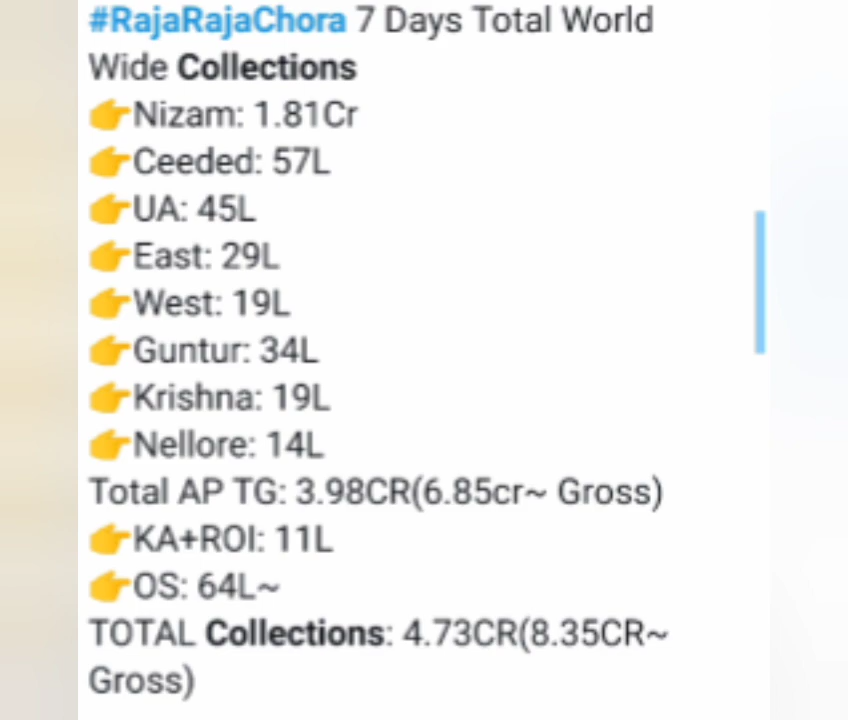 #RajaRajaChora 7 Days Total World
Wide Collections
👉Nizam: 1.81Cr
👉Ceeded: 57L
👉UA: 45L
👉East: 29L
👉West: 19L
👉Guntur: 34L
👉Krishna: 19L
👉Nellore: 14L
Total AP TG: 3.98CR(6.85cr~ Gross)
👉KA+ROI: 11L
👉OS: 64L~
TOTAL Collections: 4.73CR(8.35CR~
Gross)